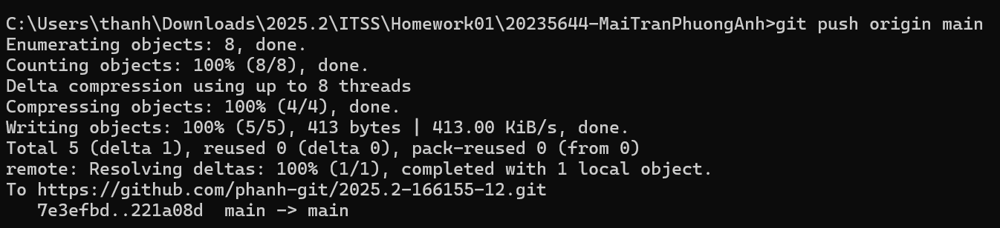 C:\Users\thanh\Downloads\2025.2\ITSS\Homework01\20235644-MaiTranPhuongAnh>git push origin main
Enumerating objects: 8, done.
Counting objects: 100% (8/8), done.
Delta compression using up to 8 threads
Compressing objects: 100% (4/4), done.
Writing objects: 100% (5/5), 413 bytes | 413.00 KiB/s, done.
Total 5 (delta 1), reused 0 (delta 0), pack-reused 0 (from 0)
remote: Resolving deltas: 100% (1/1), completed with 1 local object.
To https://github.com/phanh-git/2025.2-166155-12.git
   7e3efbd..221a08d  main -> main